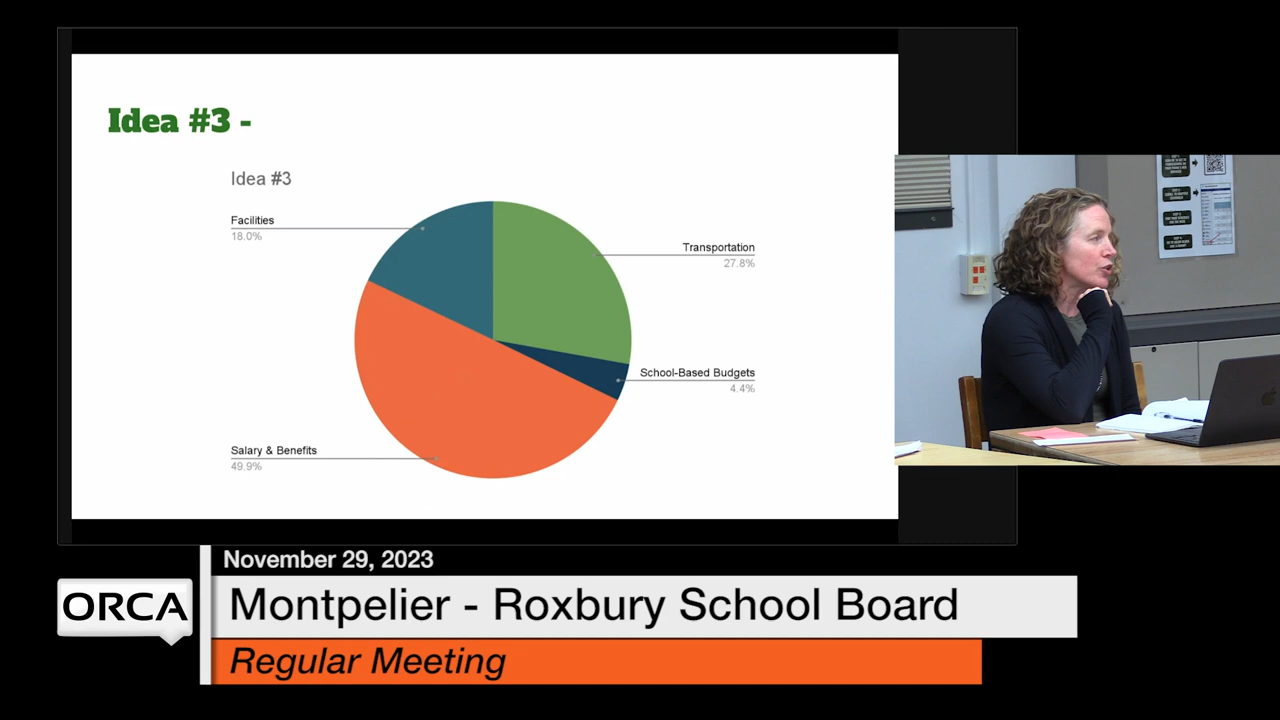 Idea #3 -
Idea #3
Facilities
18.0%
Transportation
27.8%
School-Based Budgets
4.4%
Salary & Benefits
49.9%
November 29, 2023
ORCA
Montpelier - Roxbury School Board
Regular Meeting